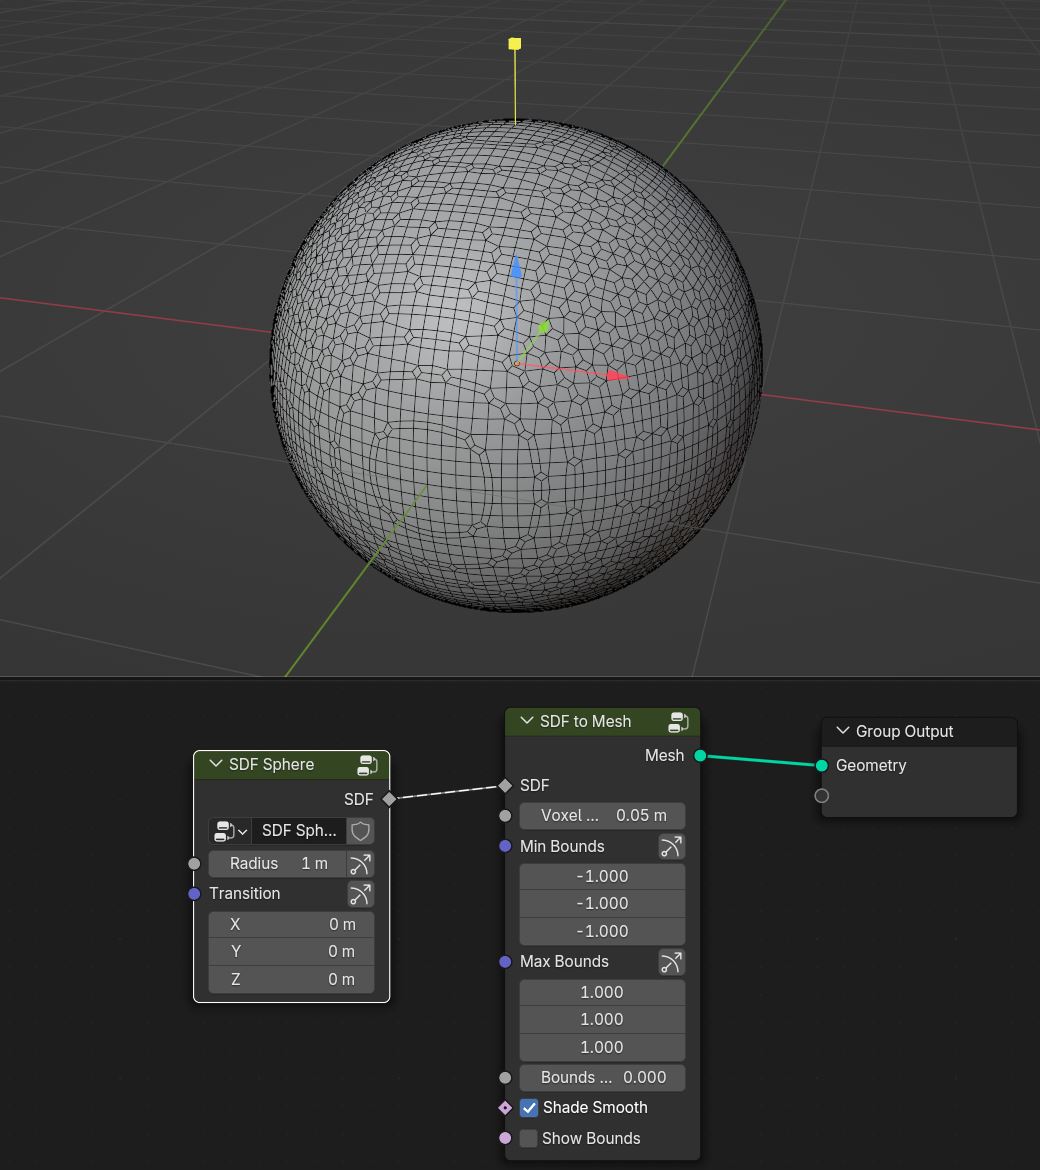 SDF Sphere
SDF
SDF Sph...
Radius 1 m
Transition
X 0 m
Y 0 m
Z 0 m
SDF to Mesh
Mesh
SDF
Voxel ... 0.05 m
Min Bounds
-1.000
-1.000
-1.000
Max Bounds
1.000
1.000
1.000
Bounds ... 0.000
Shade Smooth
Show Bounds
Group Output
Geometry